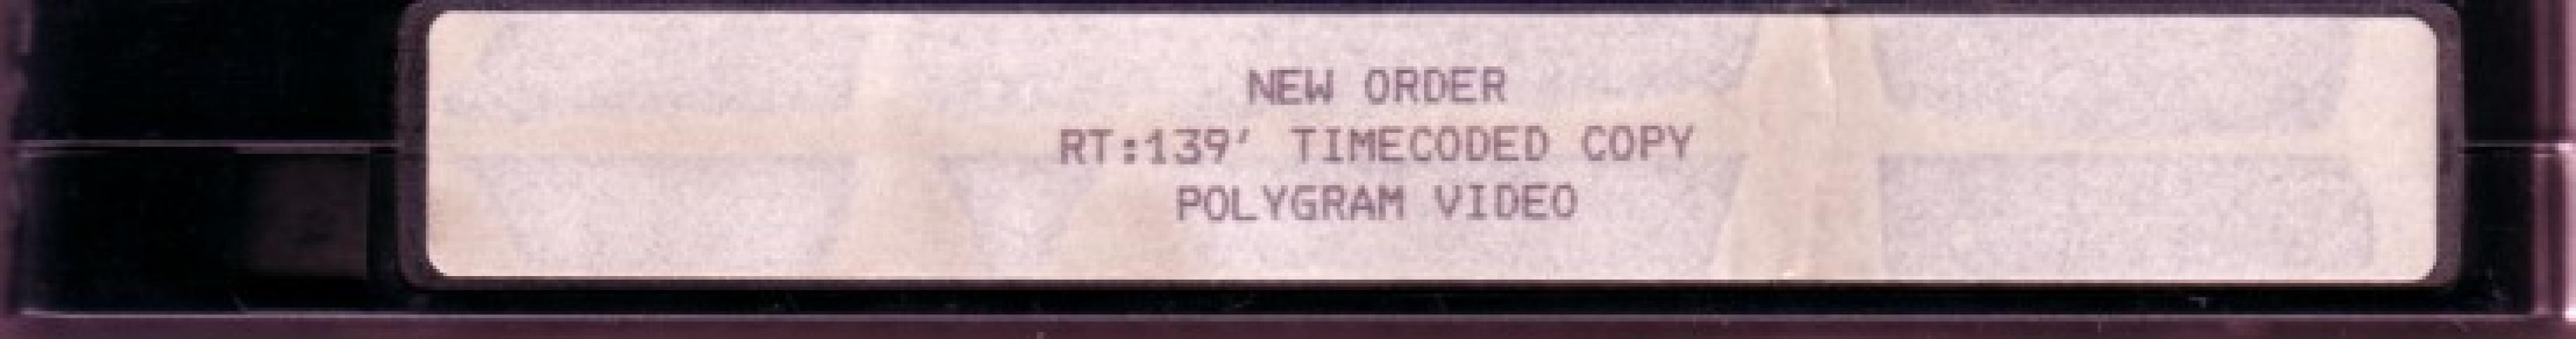 NEW ORDER
RT:139' TIMECODED COPY
POLYGRAM VIDEO